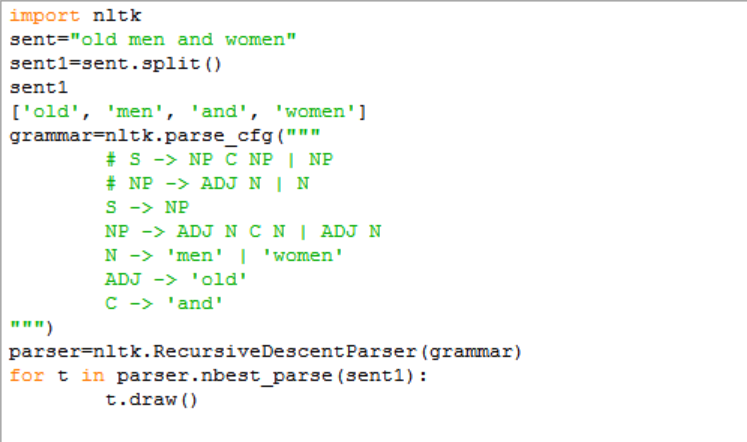 import nltk
sent="old men and women"
sent1=sent.split()
sent1
['old', 'men', 'and', 'women']
grammar=nltk.parse_cfg("""
        # S -> NP C NP | NP
        # NP -> ADJ N | N
        S -> NP
        NP -> ADJ N C N | ADJ N
        N -> 'men' | 'women'
        ADJ -> 'old'
        C -> 'and'
""")
parser=nltk.RecursiveDescentParser(grammar)
for t in parser.nbest_parse(sent1):
        t.draw()